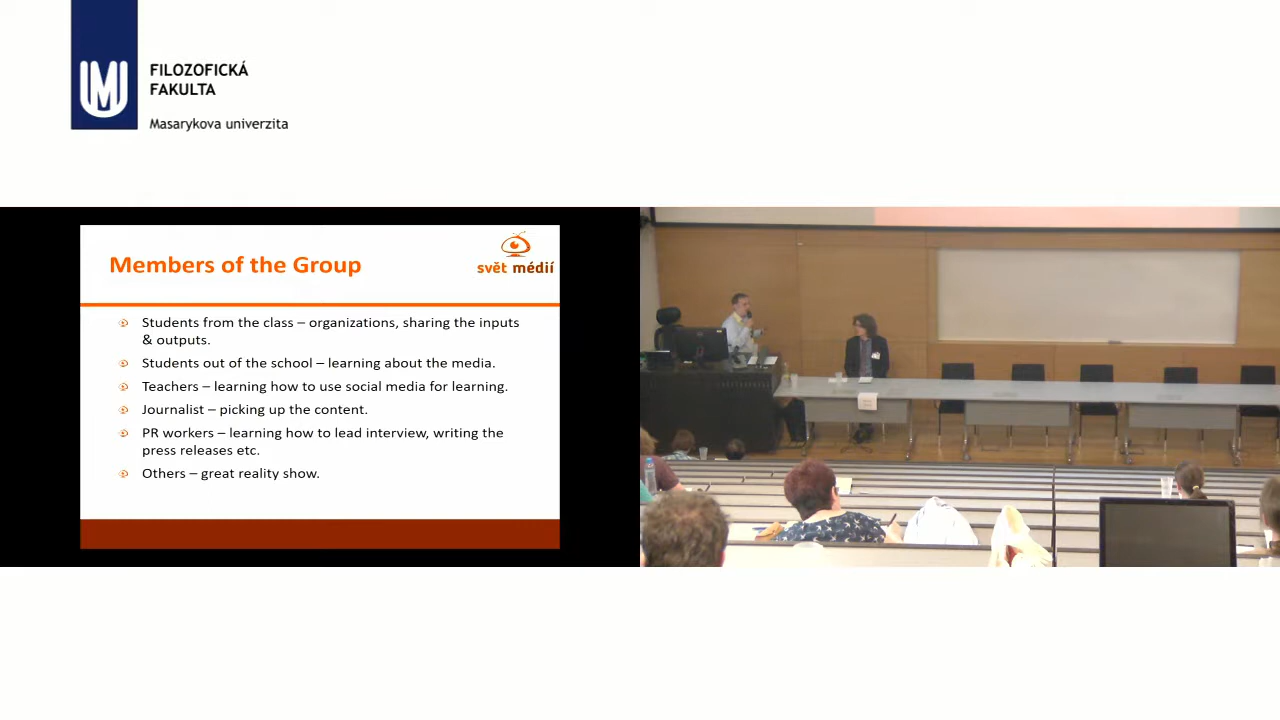 FILOZOFICKÁ
FAKULTA
Masarykova univerzita
Members of the Group
svět médií
Students from the class – organizations, sharing the inputs
& outputs.
Students out of the school – learning about the media.
Teachers – learning how to use social media for learning.
Journalist – picking up the content.
PR workers – learning how to lead interview, writing the
press releases etc.
Others – great reality show.